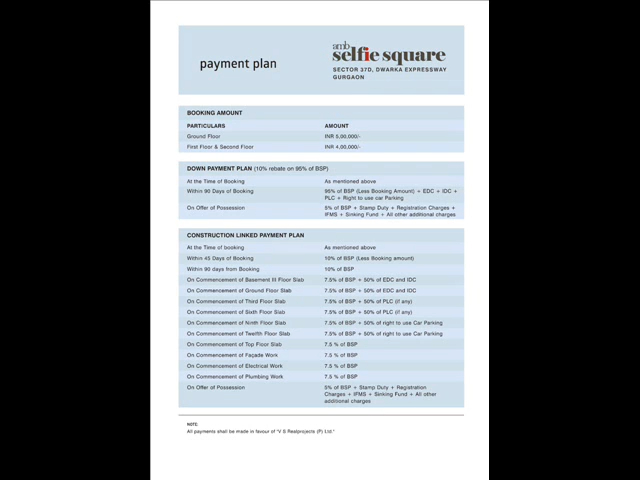 payment plan
amb
selfie square
SECTOR 37D, DWARKA EXPRESSWAY
GURGAON
BOOKING AMOUNT
PARTICULARS AMOUNT
Ground Floor INR 5,00,000/-
First Floor & Second Floor INR 4,00,000/-
DOWN PAYMENT PLAN (10% rebate on 95% of BSP)
At the Time of Booking As mentioned above
Within 90 Days of Booking 95% of BSP (Less Booking Amount) + EDC + IDC +
PLC + Right to use car Parking
On Offer of Possession 5% of BSP + Stamp Duty + Registration Charges +
IFMS + Sinking Fund + All other additional charges
CONSTRUCTION LINKED PAYMENT PLAN
At the Time of booking As mentioned above
Within 45 Days of Booking 10% of BSP (Less Booking amount)
Within 90 days from Booking 10% of BSP
On Commencement of Basement III Floor Slab 7.5% of BSP + 50% of EDC and IDC
On Commencement of Ground Floor Slab 7.5% of BSP + 50% of EDC and IDC
On Commencement of Third Floor Slab 7.5% of BSP + 50% of PLC (if any)
On Commencement of Sixth Floor Slab 7.5% of BSP + 50% of PLC (if any)
On Commencement of Ninth Floor Slab 7.5% of BSP + 50% of right to use Car Parking
On Commencement of Twelfth Floor Slab 7.5% of BSP + 50% of right to use Car Parking
On Commencement of Top Floor Slab 7.5 % of BSP
On Commencement of Façade Work 7.5 % of BSP
On Commencement of Electrical Work 7.5 % of BSP
On Commencement of Plumbing Work 7.5 % of BSP
On Offer of Possession 5% of BSP + Stamp Duty + Registration
Charges + IFMS + Sinking Fund + All other
additional charges
NOTE:
All payments shall be made in favour of "V S Realprojects (P) Ltd."